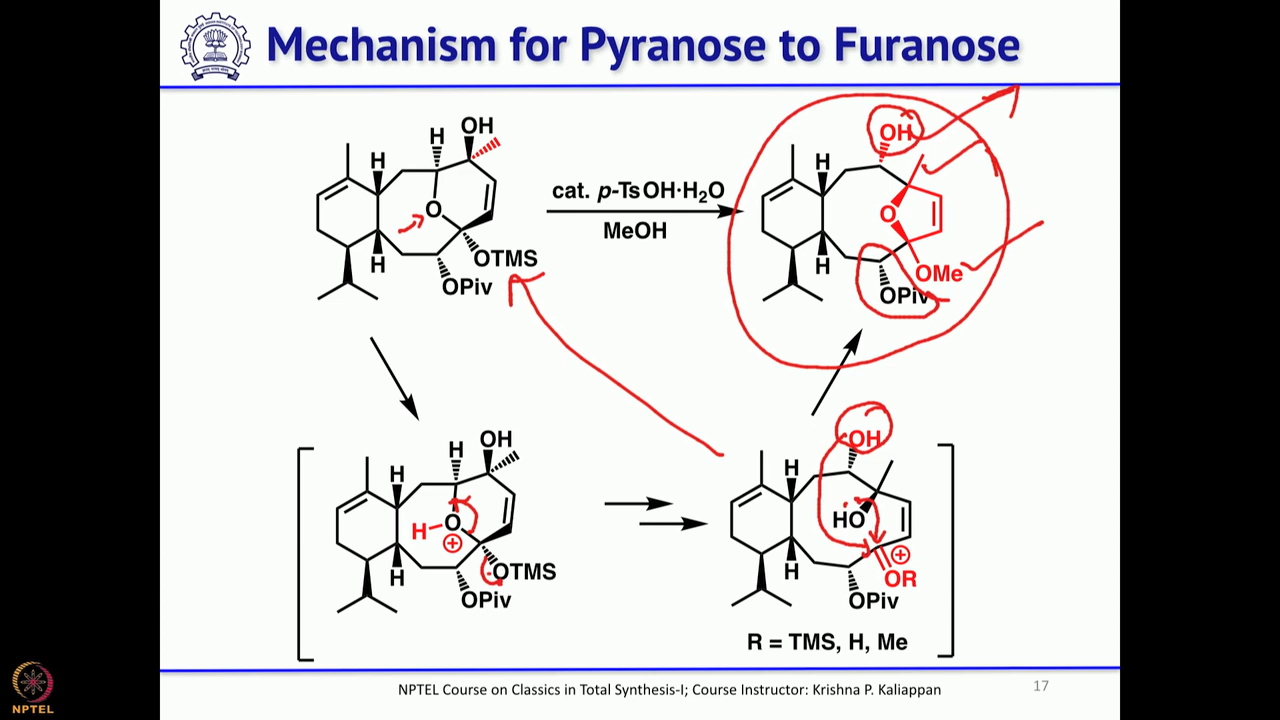 Mechanism for Pyranose to Furanose
H
H
OH
O
H
OTMS
OPiv
cat. p-TsOH·H2O
MeOH
H
OH
O
H
OMe
OPiv
H
H
OH
H
O
⊕
H
OTMS
OPiv
H
OH
HO
⊕
H
OR
OPiv
R = TMS, H, Me
NPTEL Course on Classics in Total Synthesis-I; Course Instructor: Krishna P. Kaliappan
17
NPTEL